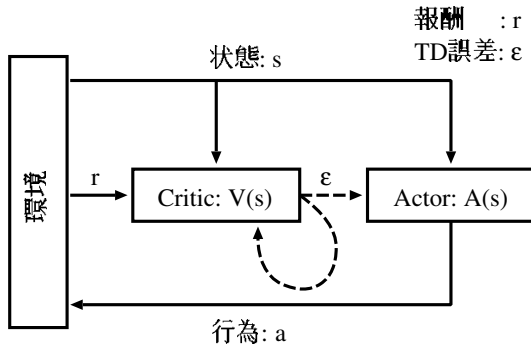 報酬 : r
TD誤差: ε
状態: s
環境
r
Critic: V(s)
ε
Actor: A(s)
行為: a